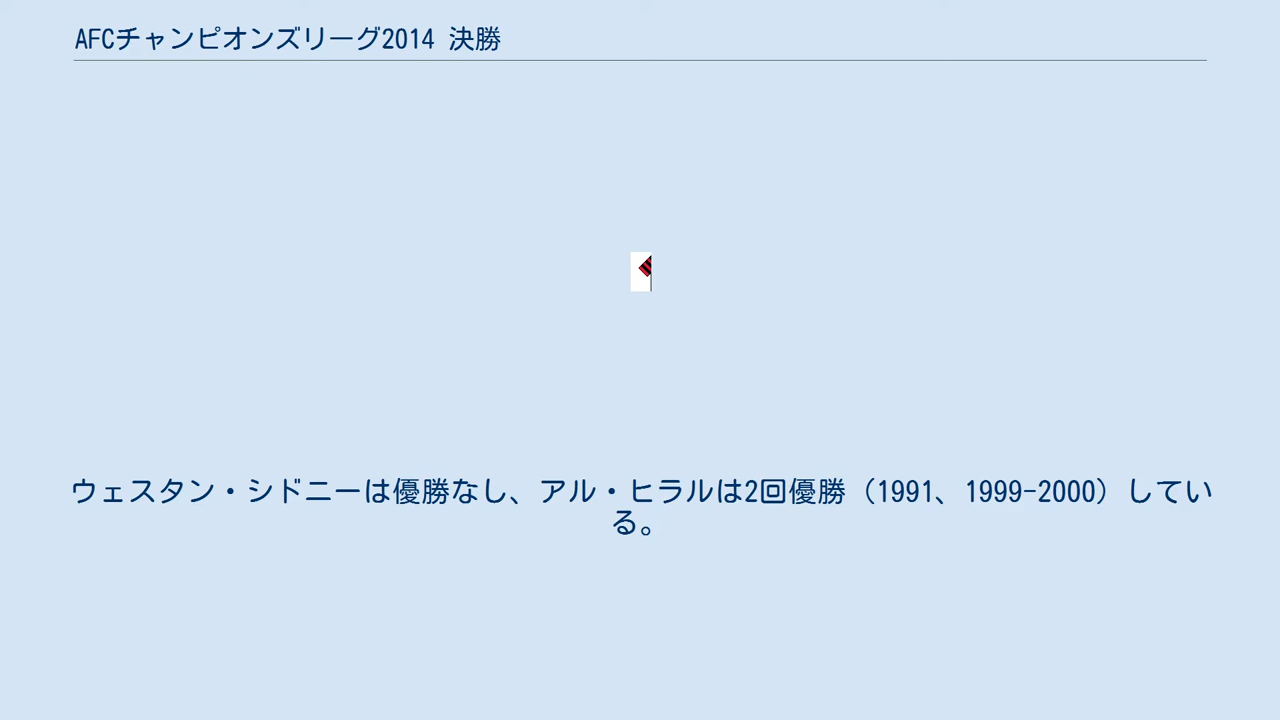 AFCチャンピオンズリーグ2014 決勝
ウェスタン・シドニーは優勝なし、アル・ヒラルは2回優勝（1991、1999-2000）してい
る。